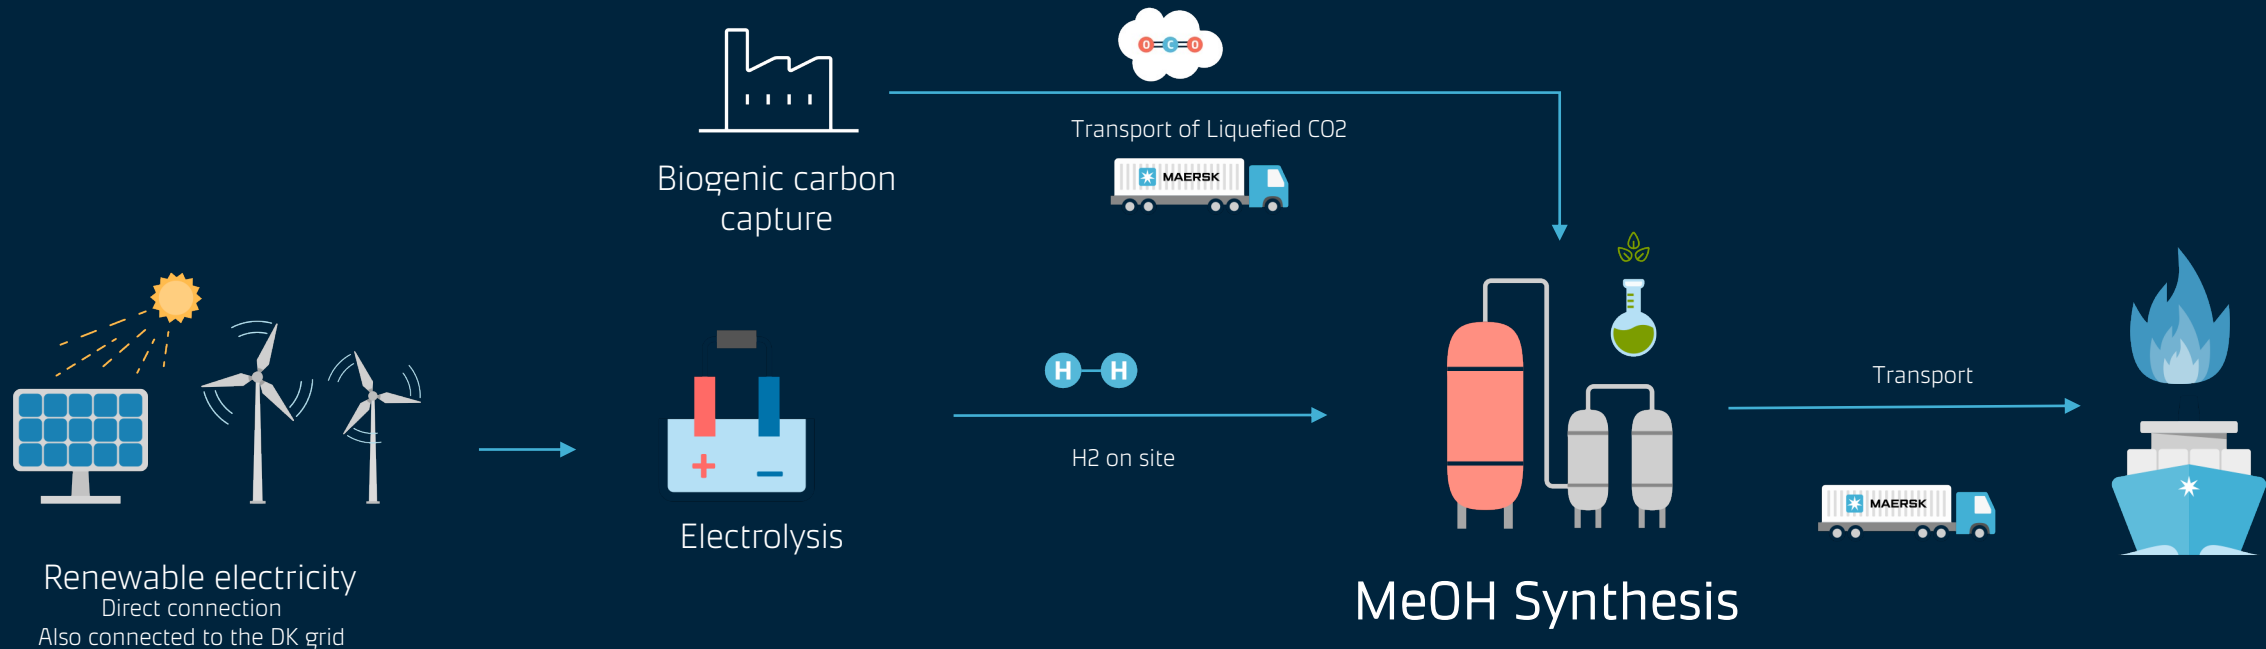 O C O
Transport of Liquefied CO2
MAERSK
Biogenic carbon
capture
H H
H2 on site
+ −
Electrolysis
Renewable electricity
Direct connection
Also connected to the DK grid
MeOH Synthesis
Transport
MAERSK